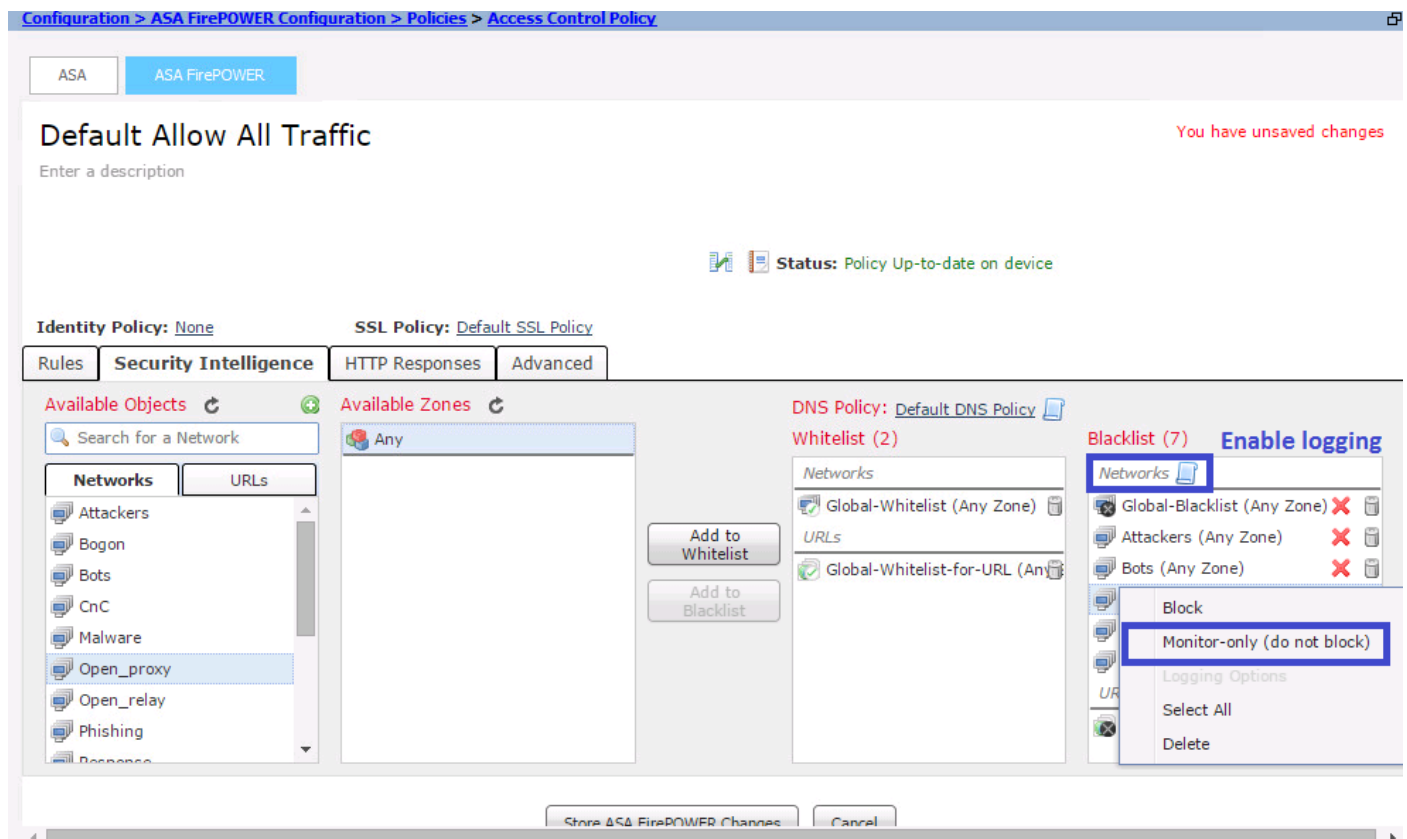 Configuration > ASA FirePOWER Configuration > Policies > Access Control Policy
ASA
ASA FirePOWER
Default Allow All Traffic
You have unsaved changes
Enter a description
Status: Policy Up-to-date on device
Identity Policy: None
SSL Policy: Default SSL Policy
Rules
Security Intelligence
HTTP Responses
Advanced
Available Objects
Search for a Network
Networks
URLs
Attackers
Bogon
Bots
CnC
Malware
Open_proxy
Open_relay
Phishing
Response
Available Zones
Any
Add to Whitelist
Add to Blacklist
DNS Policy: Default DNS Policy
Whitelist (2)
Networks
Global-Whitelist (Any Zone)
URLs
Global-Whitelist-for-URL (Any
Blacklist (7)
Enable logging
Networks
Global-Blacklist (Any Zone)
Attackers (Any Zone)
Bots (Any Zone)
UR
Block
Monitor-only (do not block)
Logging Options
Select All
Delete
Store ASA FirePOWER Changes
Cancel